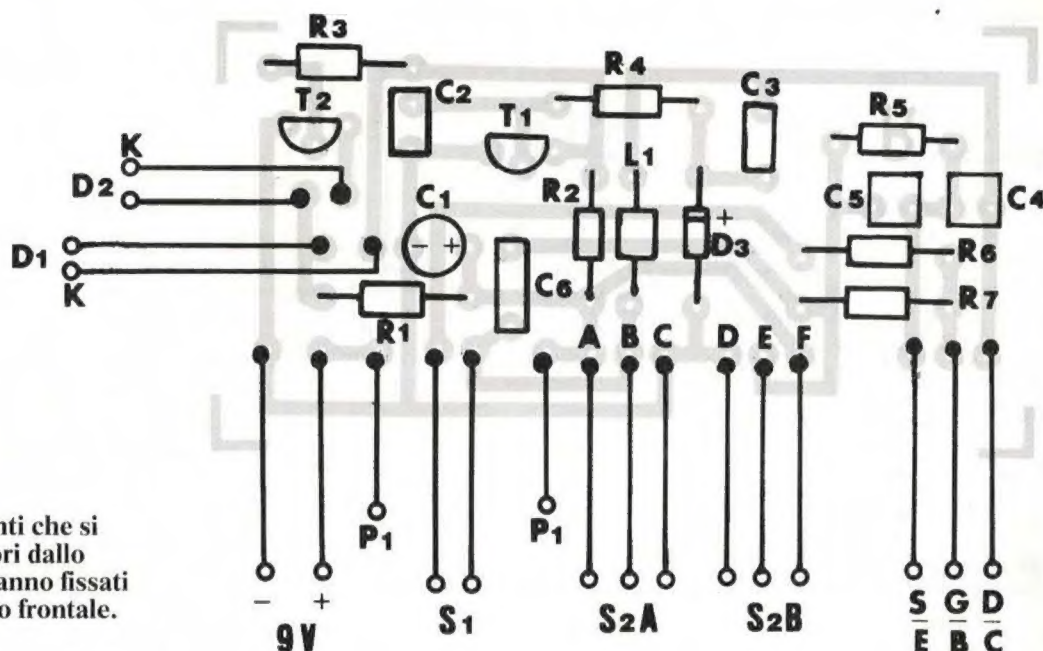 R3
R4
C3
C2
T2
T1
R5
K
L1
D2
R2
C1
C5
C4
- +
+
D3
D1
R6
K
C6
R7
R1
A B C D E F
nti che si
ori dallo
anno fissati
o frontale.
P1
P1
- +
9V
S1
S2A
S2B
S G D
E B C